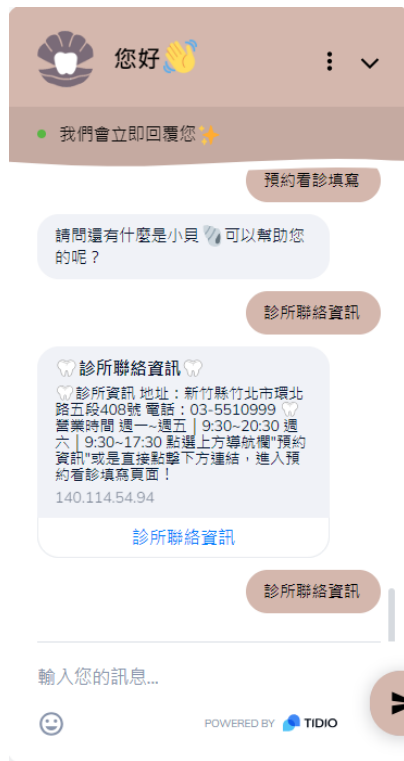 您好👋
我們會立即回覆您✨
預約看診填寫
請問還有什麼是小貝🦪可以幫助您
的呢？
診所聯絡資訊
🦷診所聯絡資訊🦷
🦷診所資訊 地址：新竹縣竹北市環北
路五段408號 電話：03-5510999 🦷
營業時間 週一~週五 | 9:30~20:30 週
六 | 9:30~17:30 點選上方導航欄"預約
資訊"或是直接點擊下方連結，進入預
約看診填寫頁面！
140.114.54.94
診所聯絡資訊
診所聯絡資訊
輸入您的訊息...
POWERED BY TIDIO